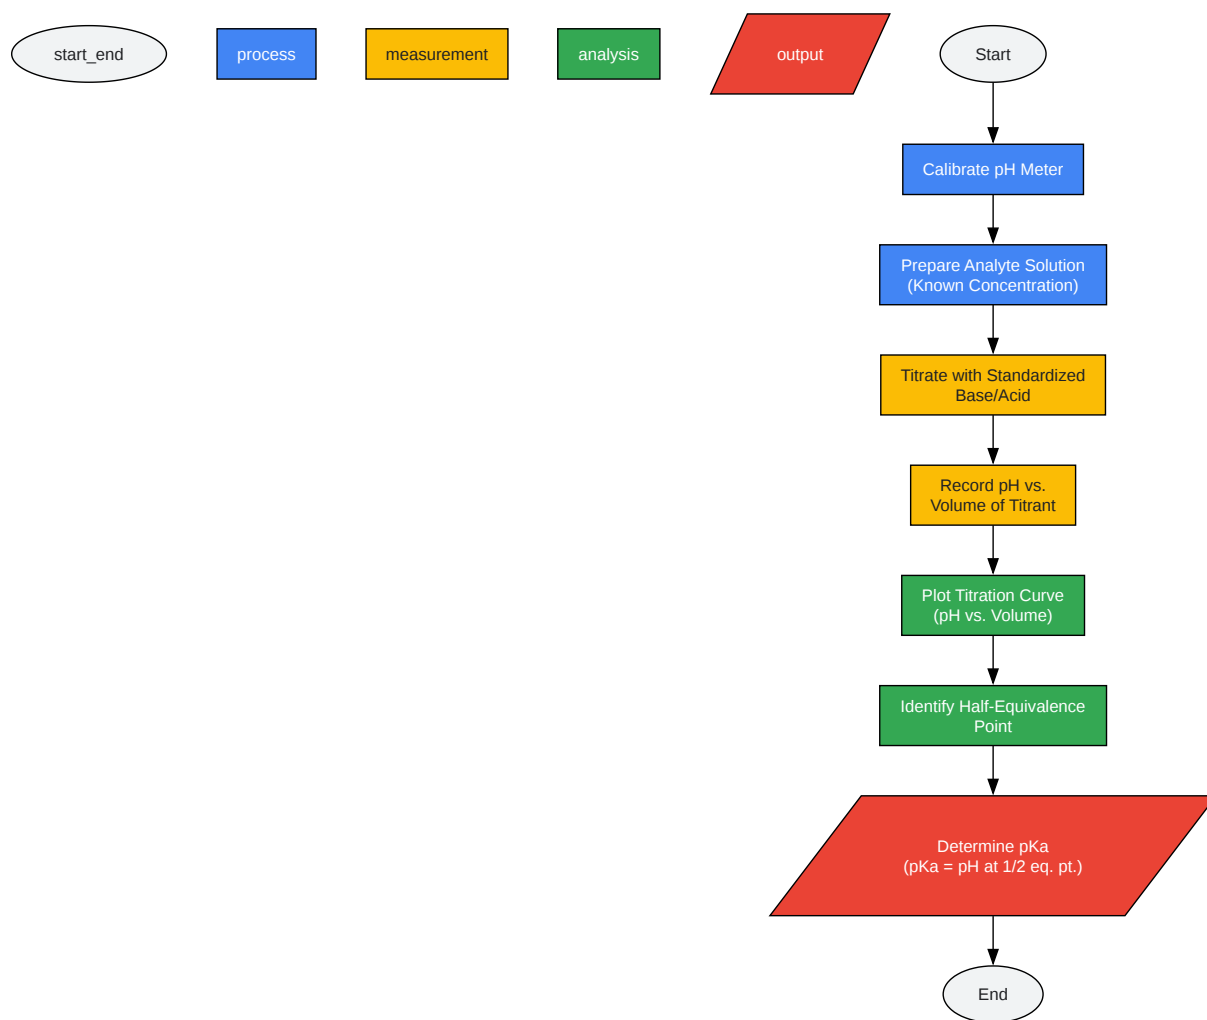 start_end
process
measurement
analysis
output
Start
Calibrate pH Meter
Prepare Analyte Solution
(Known Concentration)
Titrate with Standardized
Base/Acid
Record pH vs.
Volume of Titrant
Plot Titration Curve
(pH vs. Volume)
Identify Half-Equivalence
Point
Determine pKa
(pKa = pH at 1/2 eq. pt.)
End